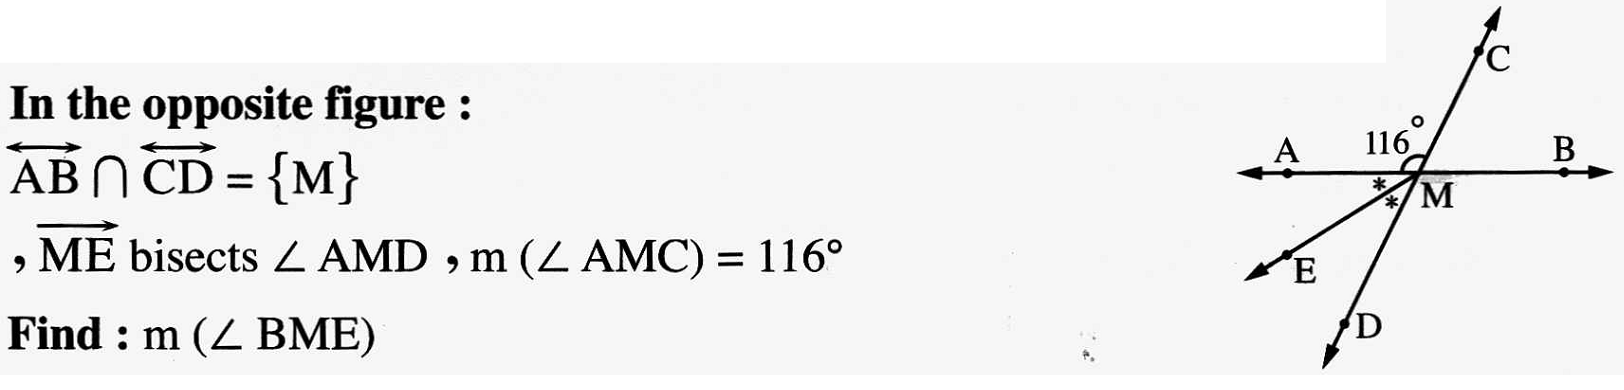 In the opposite figure :
AB ∩ CD = {M}
, ME bisects ∠ AMD , m (∠ AMC) = 116°
Find : m (∠ BME)
C
116°
A
B
* *
M
E
D